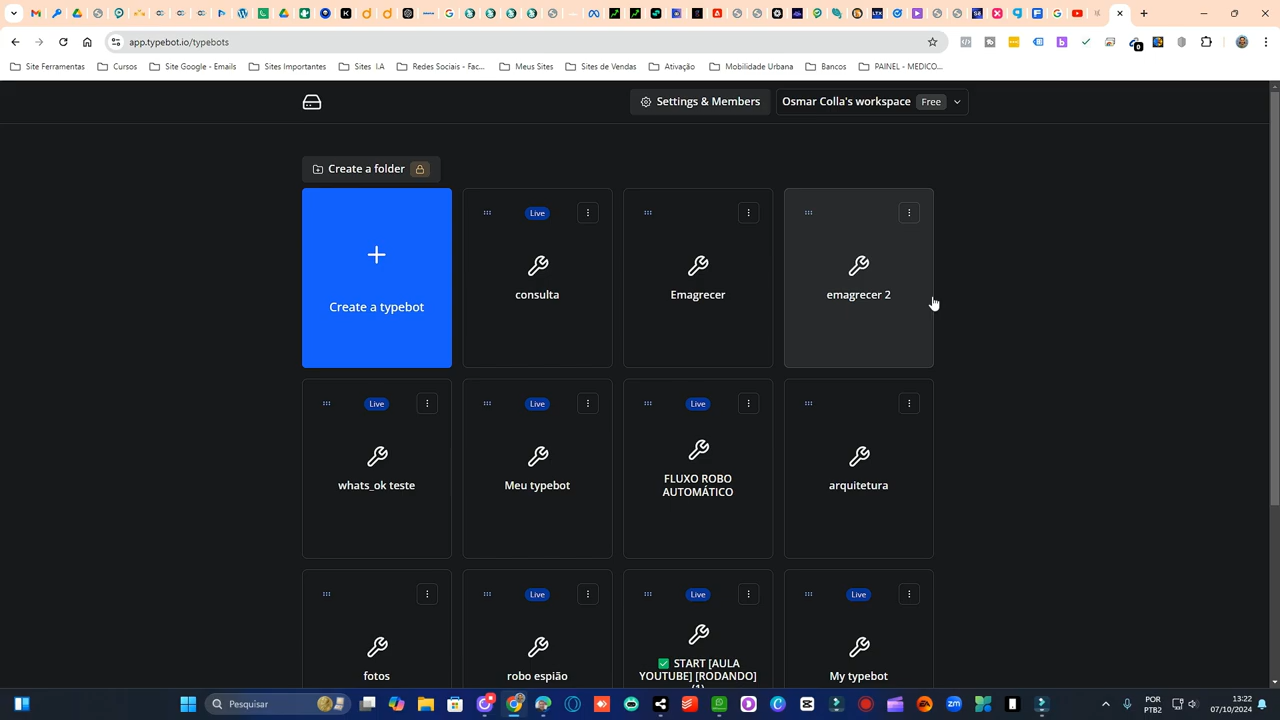 app.typebot.io/typebots
Site Ferramentas
Cursos
Site Google - Emails
Sites Importantes
Sites I.A
Redes Sociais - Fac...
Meus Sites
Sites de Vendas
Ativação
Mobilidade Urbana
Bancos
PAINEL - MEDICO...
Settings & Members
Osmar Colla's workspace Free
Create a folder
Create a typebot
Live
consulta
Emagrecer
emagrecer 2
Live
whats_ok teste
Live
Meu typebot
Live
FLUXO ROBO
AUTOMÁTICO
arquitetura
fotos
Live
robo espião
Live
START [AULA
YOUTUBE] [RODANDO]
Live
My typebot
Pesquisar
POR
PTB2
13:22
07/10/2024